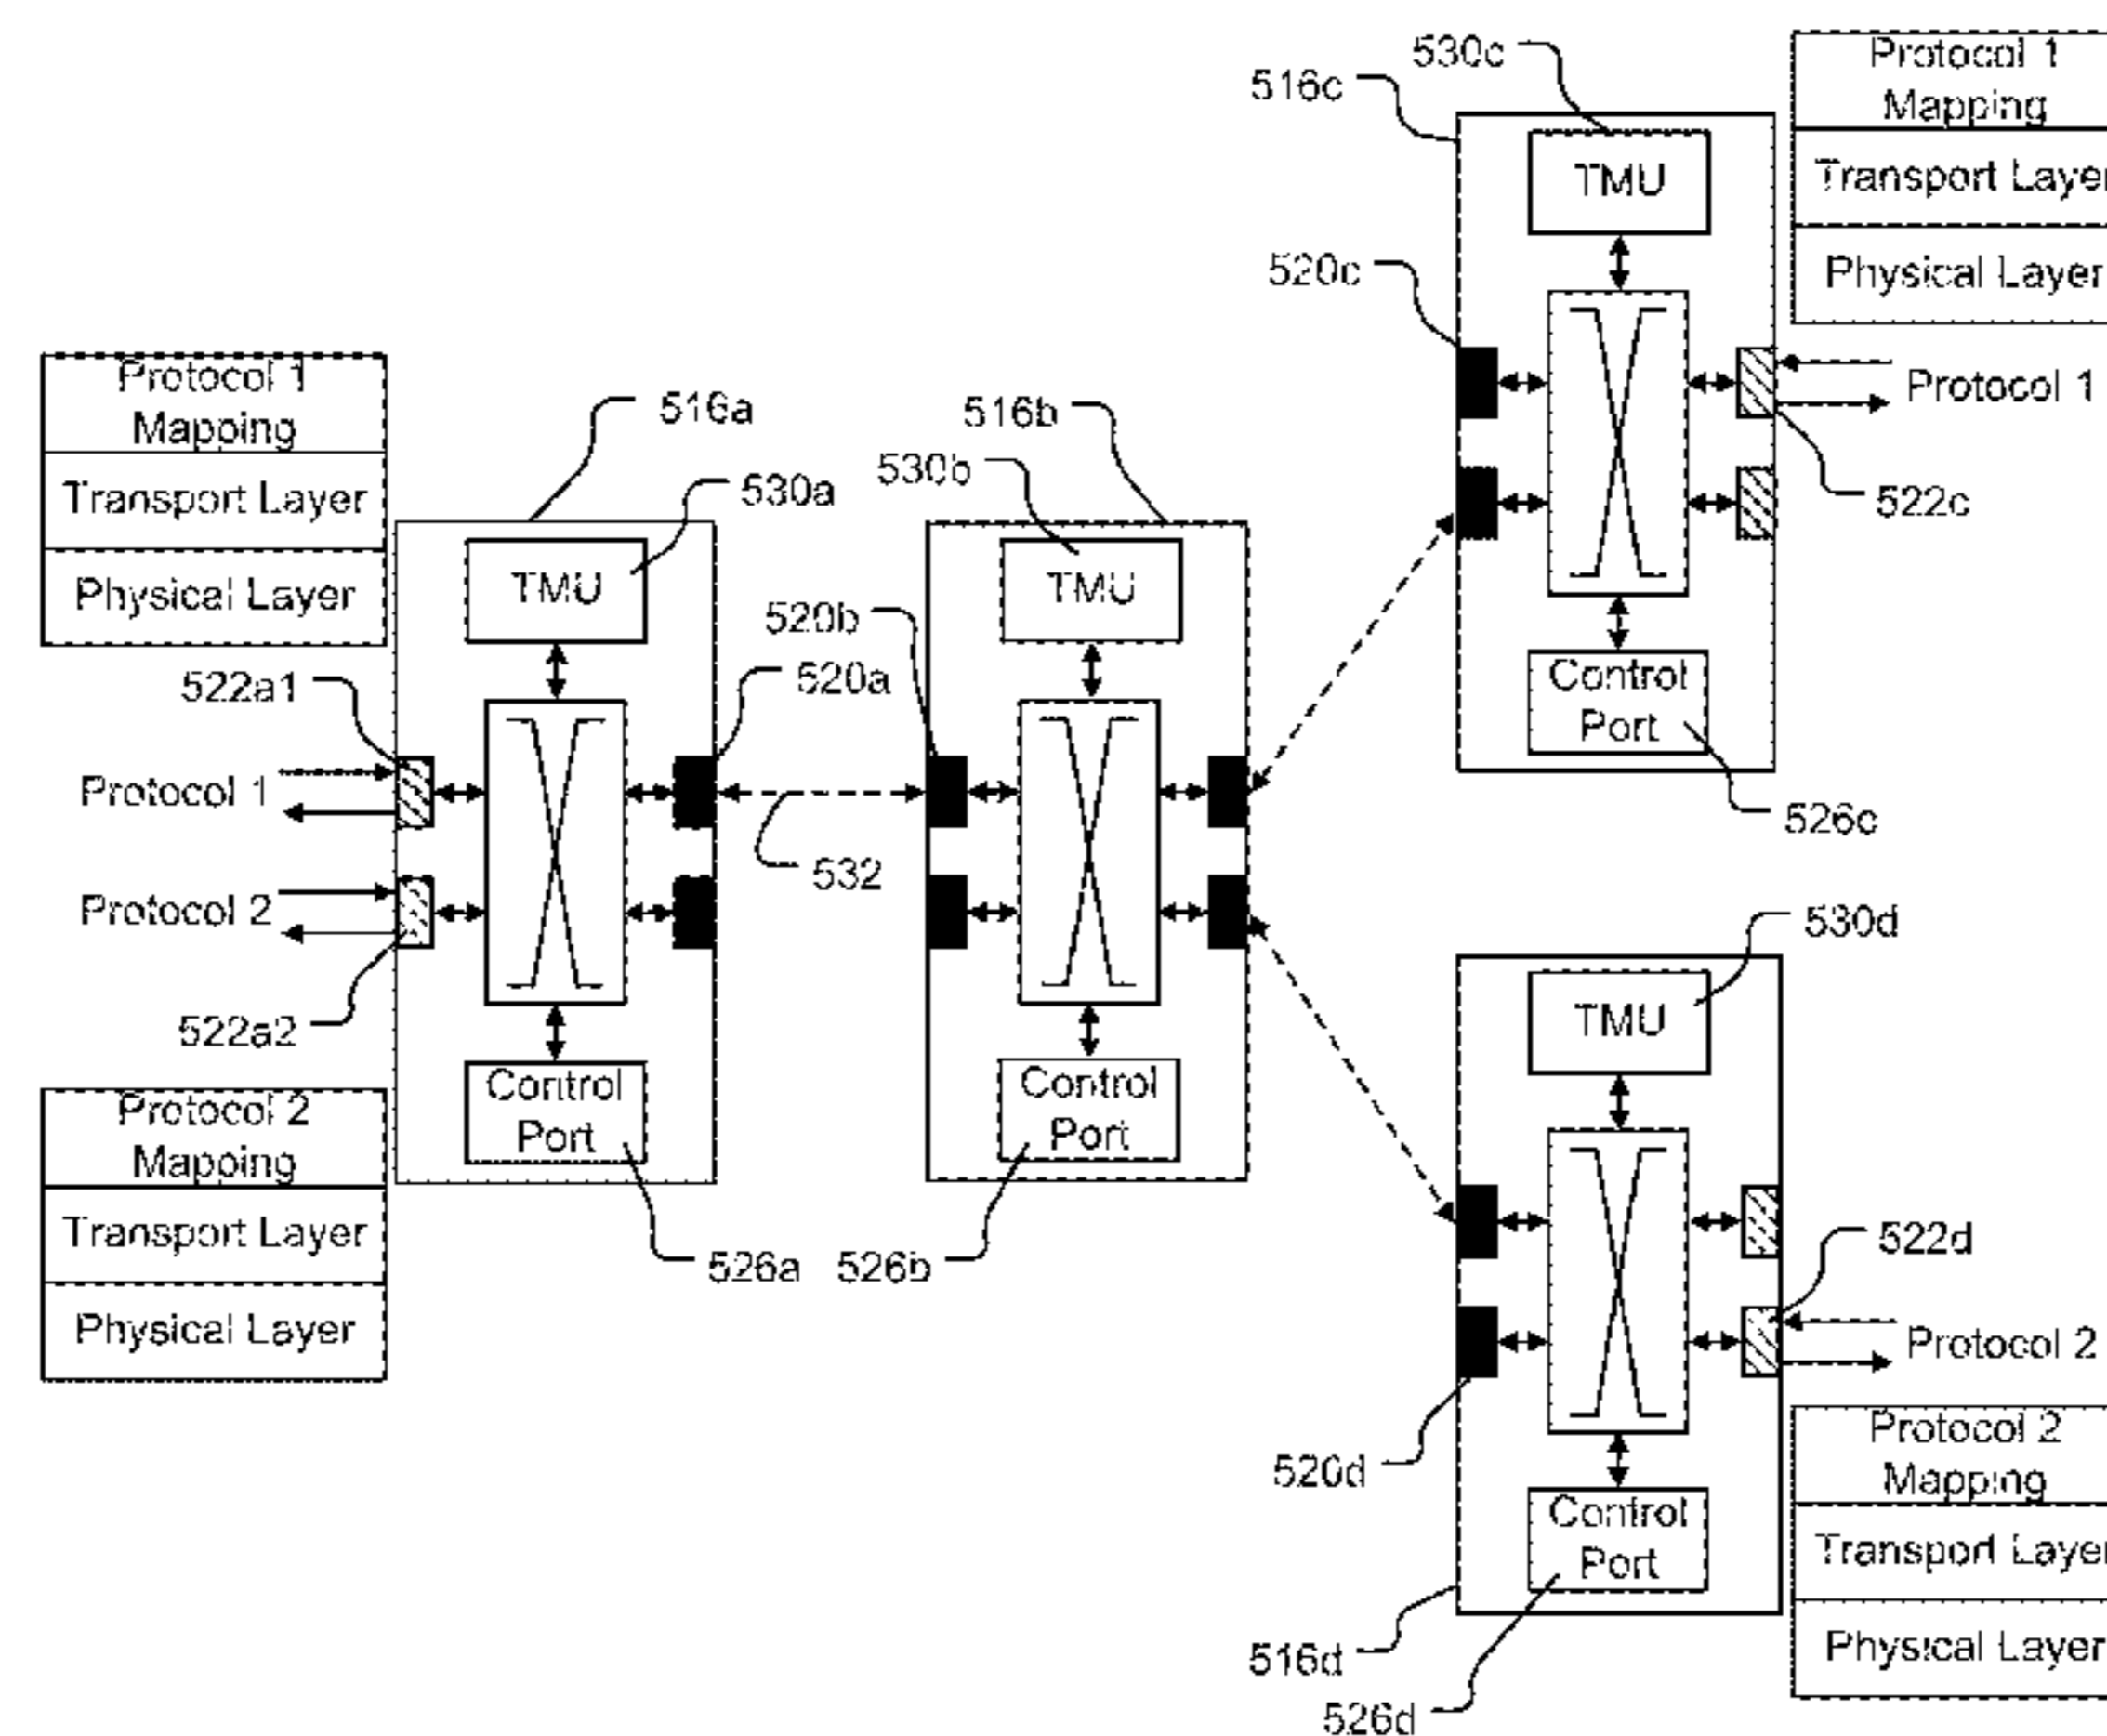 530c
516c
Protocol 1
Mapping
Transport Layer
Physical Layer
TMU
520c
Protocol 1
522c
Control
Port
526c
Protocol 1
Mapping
Transport Layer
Physical Layer
516a
530a
TMU
522a1
520a
Protocol 1
Protocol 2
532
522a2
Control
Port
526a
Protocol 2
Mapping
Transport Layer
Physical Layer
516b
530b
TMU
520b
Control
Port
526b
530d
TMU
522d
Protocol 2
520d
Control
Port
516d
526d
Protocol 2
Mapping
Transport Layer
Physical Layer